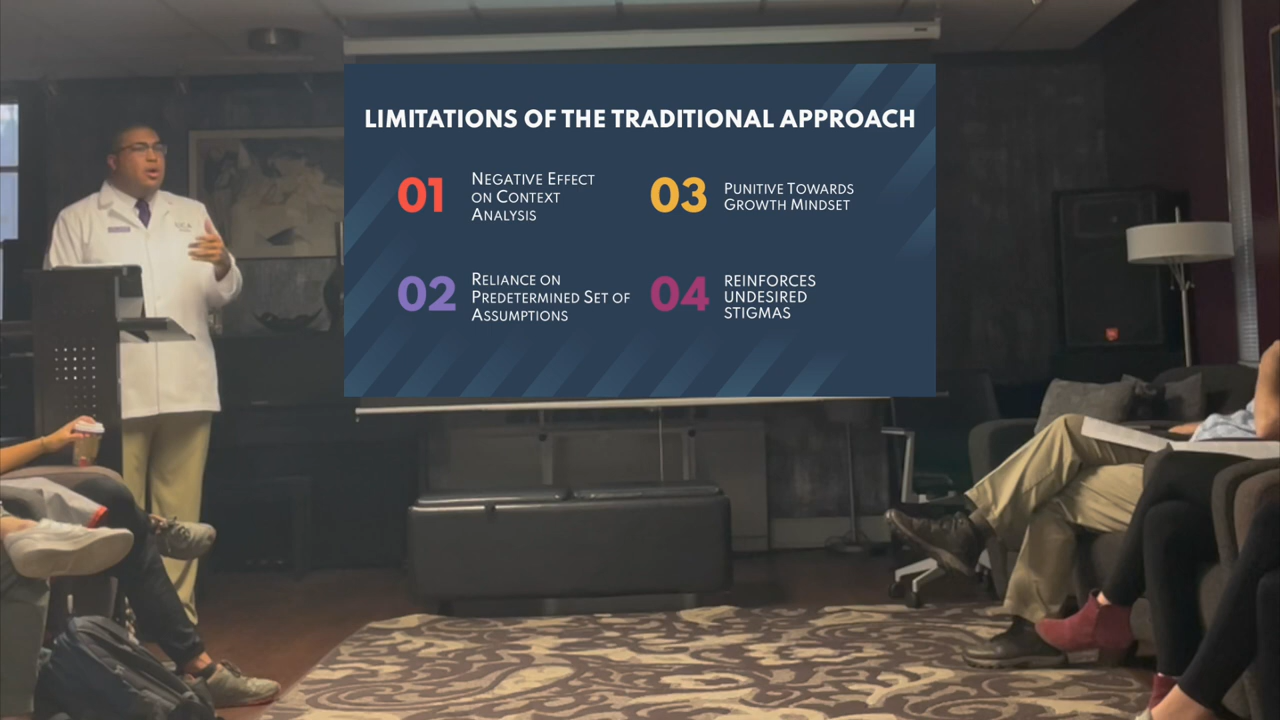 LIMITATIONS OF THE TRADITIONAL APPROACH
01
NEGATIVE EFFECT
ON CONTEXT
ANALYSIS
02
RELIANCE ON
PREDETERMINED SET OF
ASSUMPTIONS
03
PUNITIVE TOWARDS
GROWTH MINDSET
04
REINFORCES
UNDESIRED
STIGMAS